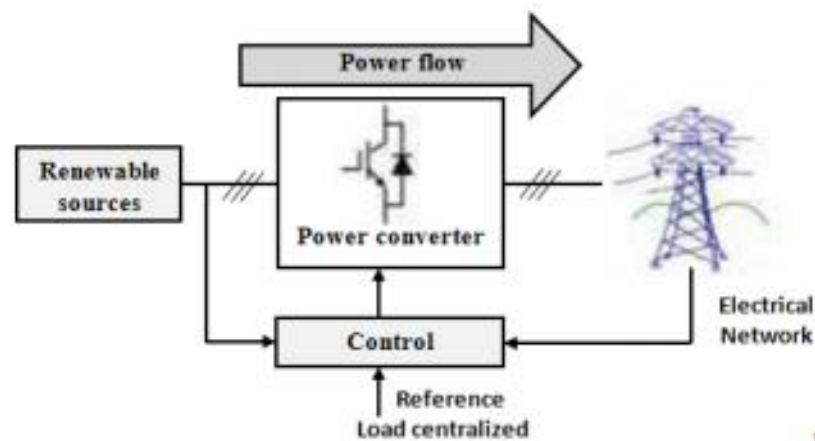 Power flow
Renewable
sources
Power converter
Electrical
Network
Control
Reference
Load centralized